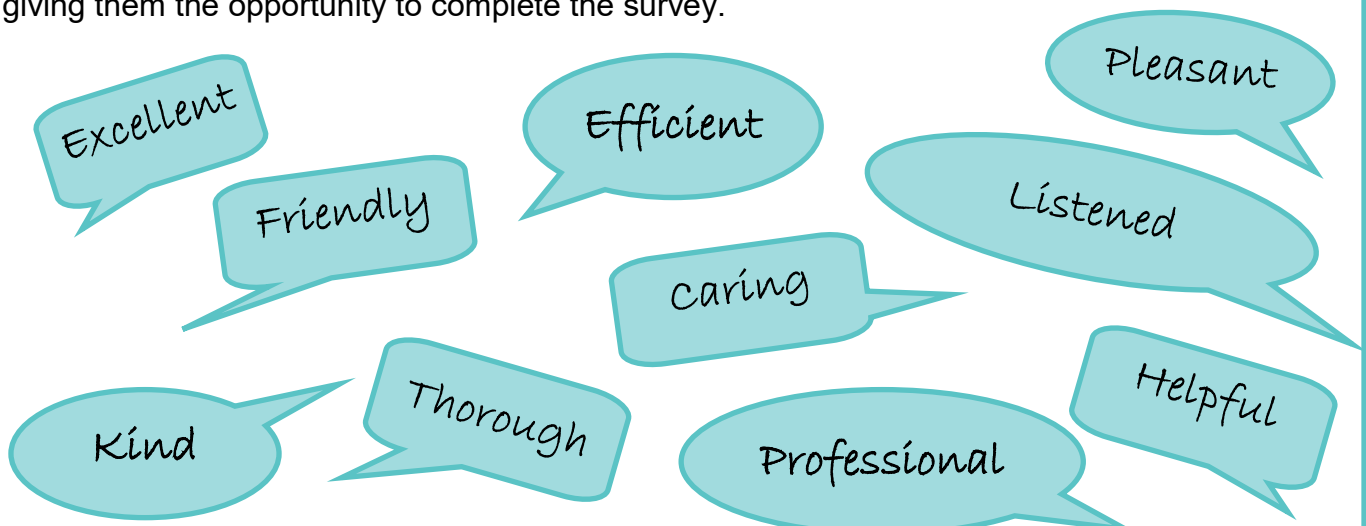 giving them the opportunity to complete the survey.
Excellent
Friendly
Efficient
Pleasant
Listened
Caring
Kind
Thorough
Professional
Helpful